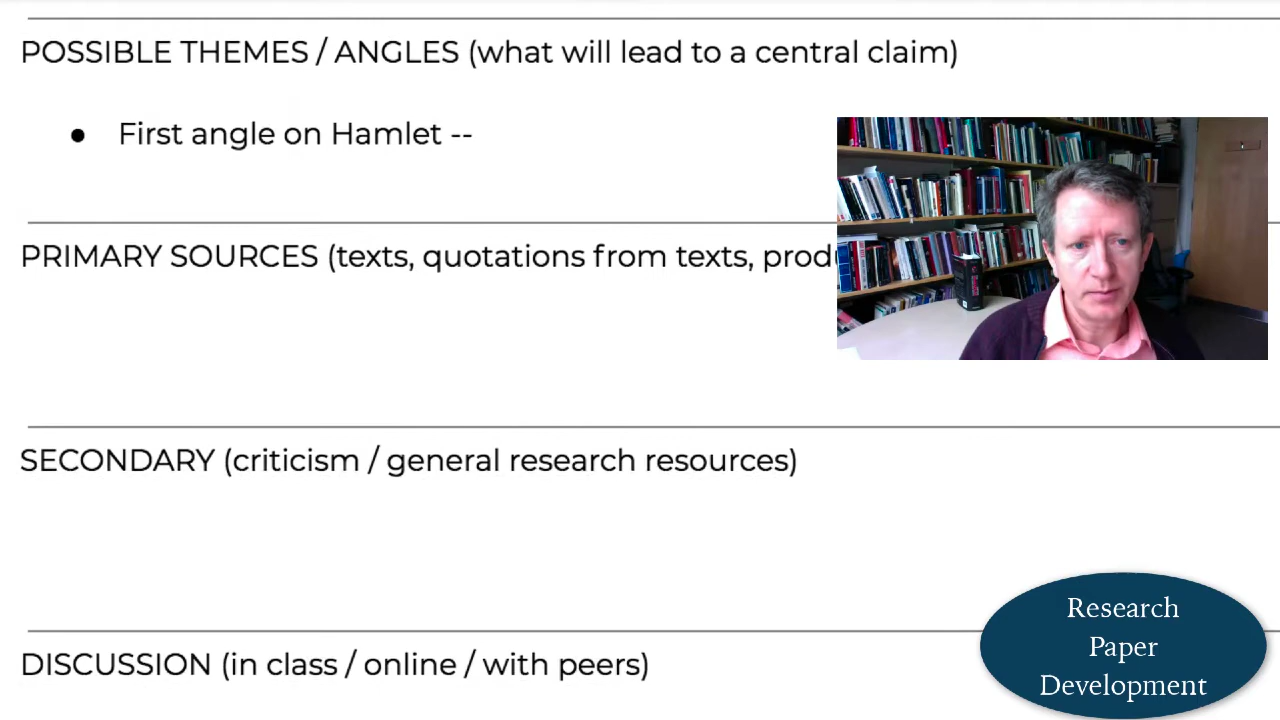 POSSIBLE THEMES / ANGLES (what will lead to a central claim)
● First angle on Hamlet --
PRIMARY SOURCES (texts, quotations from texts,
SECONDARY (criticism / general research resources)
DISCUSSION (in class / online / with peers)
Research
Paper
Development